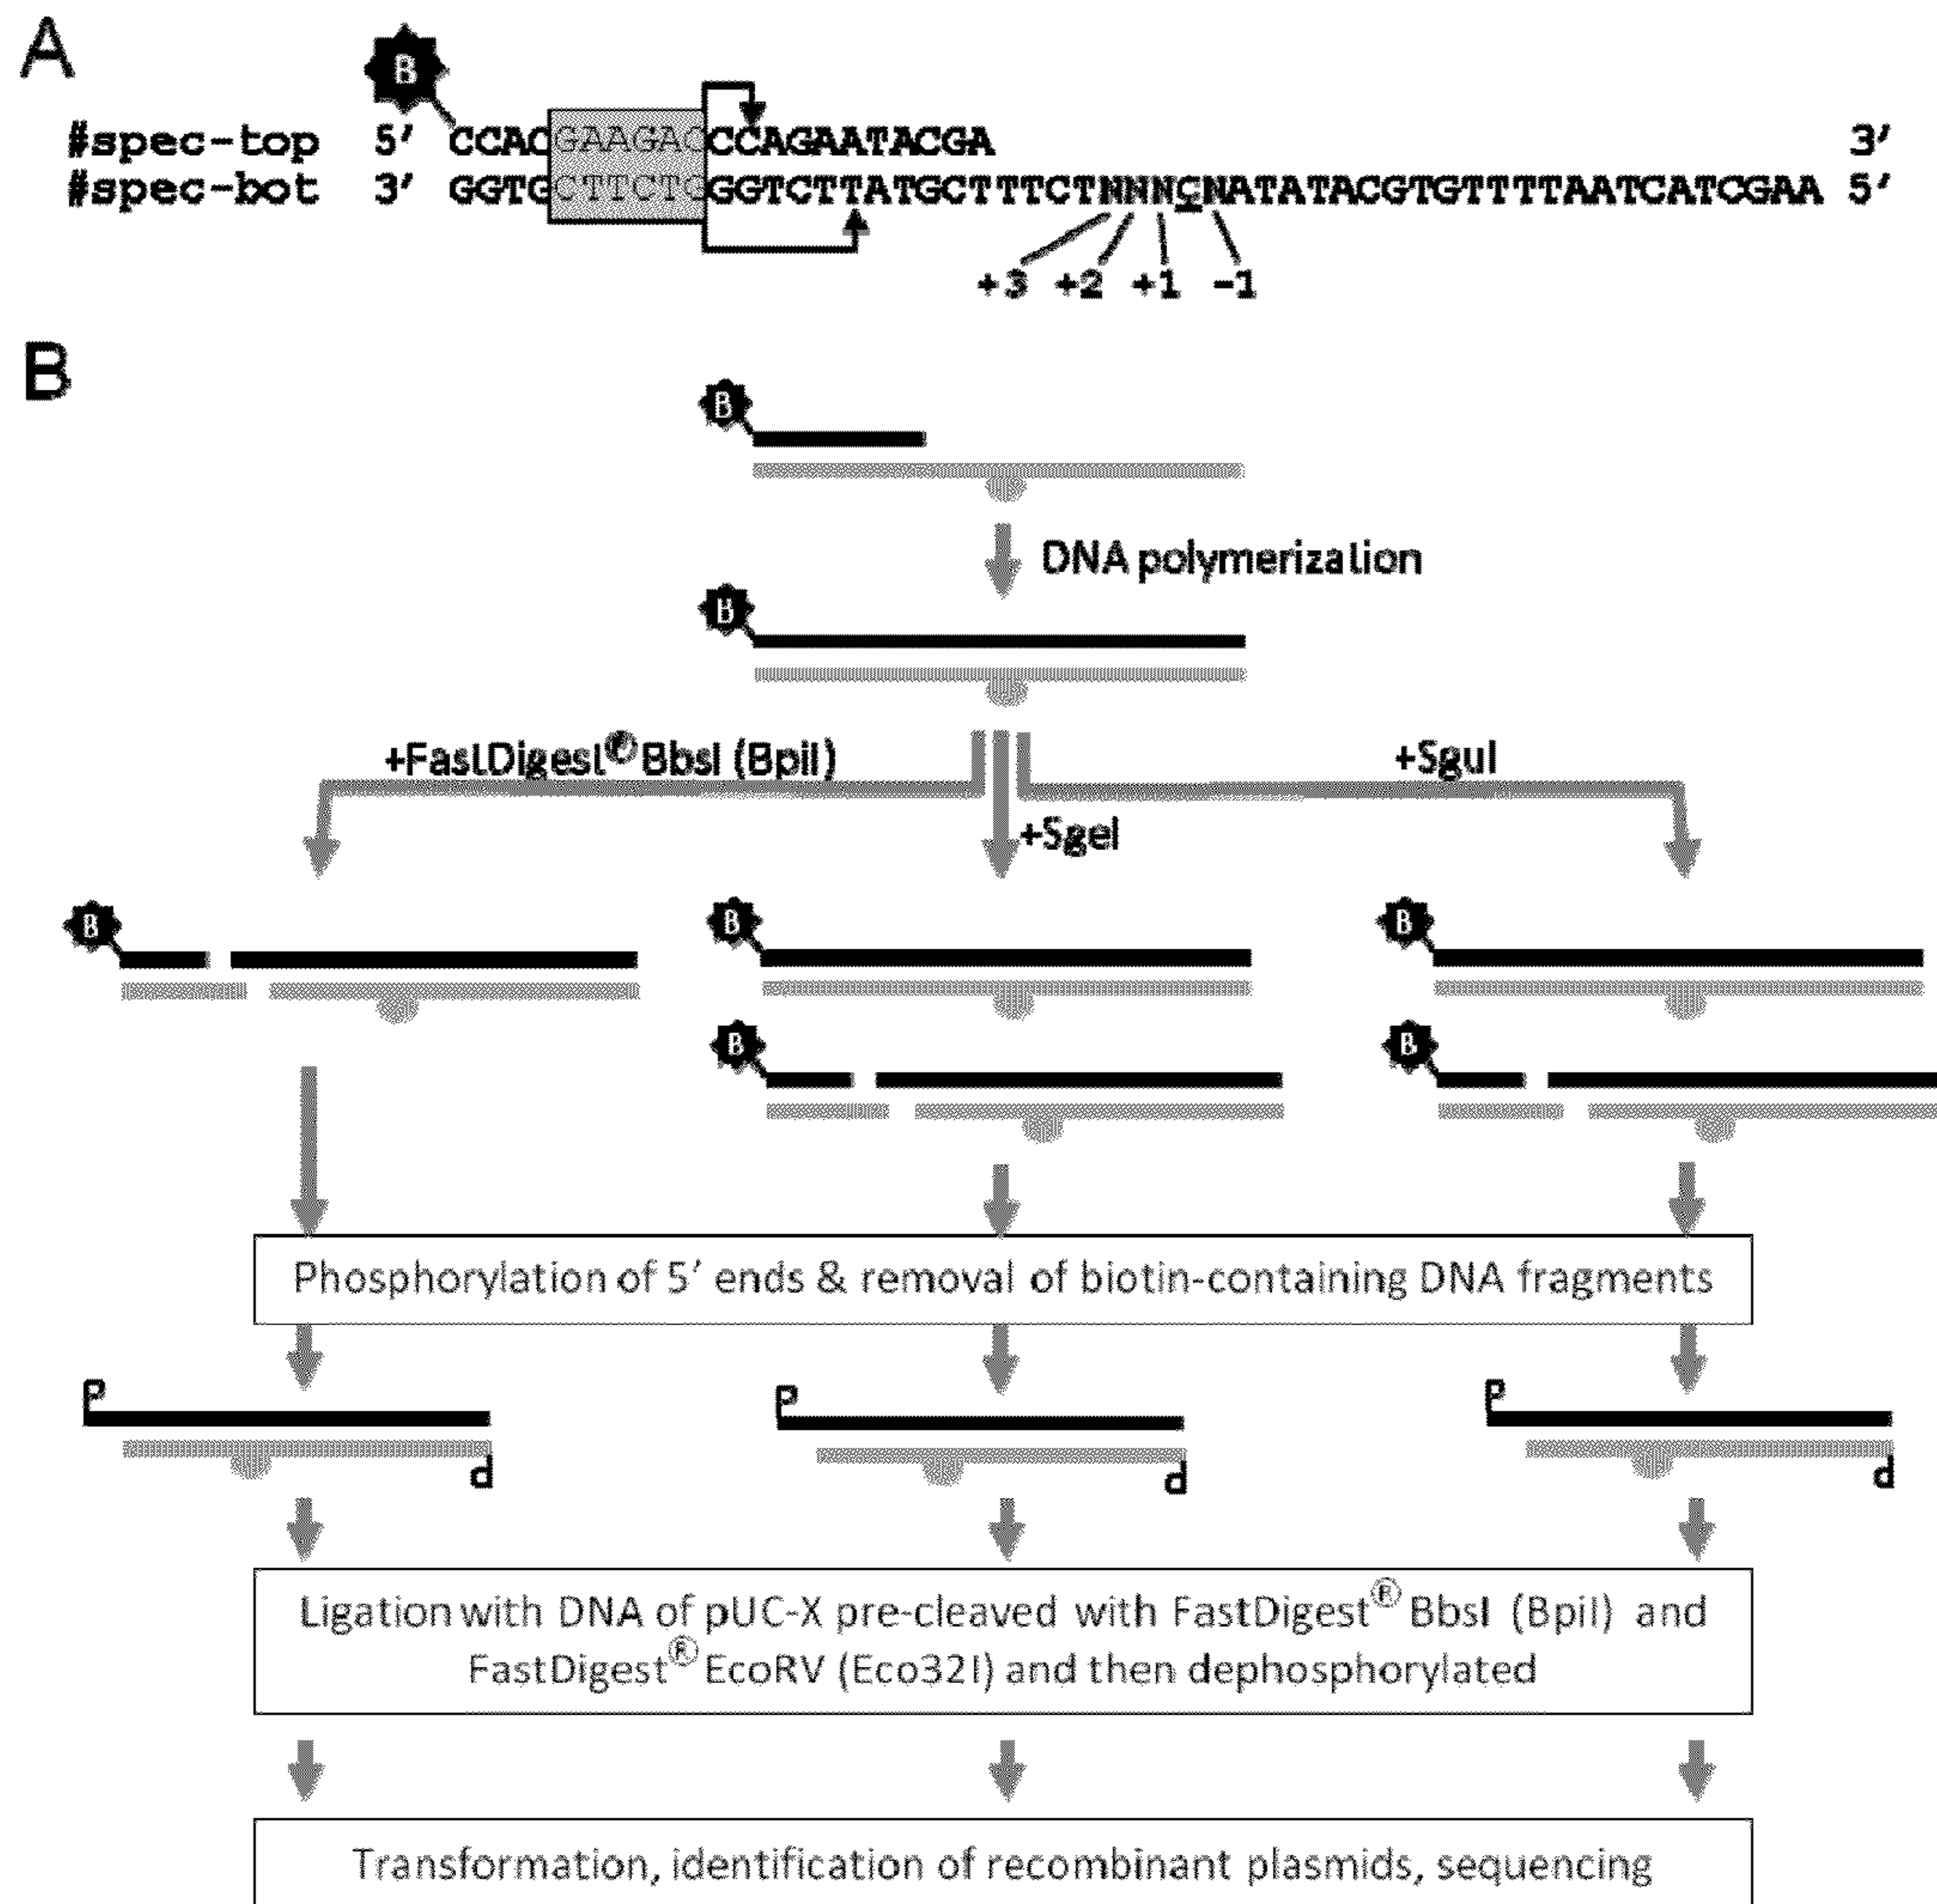 A
B
#spec-top 5' CCACGAAGACCCAGAATACGA 3'
#spec-bot 3' GGTGCTTCTGGGTCTTATGCTTTCTNNNCNATATACGTGTTTTAATCATCGAA 5'
+3 +2 +1 -1
B
B
DNA polymerization
B
+FastDigest® BbsI (BpiI)
+SguI
+SgeI
B B B
B B
Phosphorylation of 5' ends & removal of biotin-containing DNA fragments
P P P
P P P
Ligation with DNA of pUC-X pre-cleaved with FastDigest® BbsI (BpiI) and
FastDigest® EcoRV (Eco32I) and then dephosphorylated
Transformation, identification of recombinant plasmids, sequencing